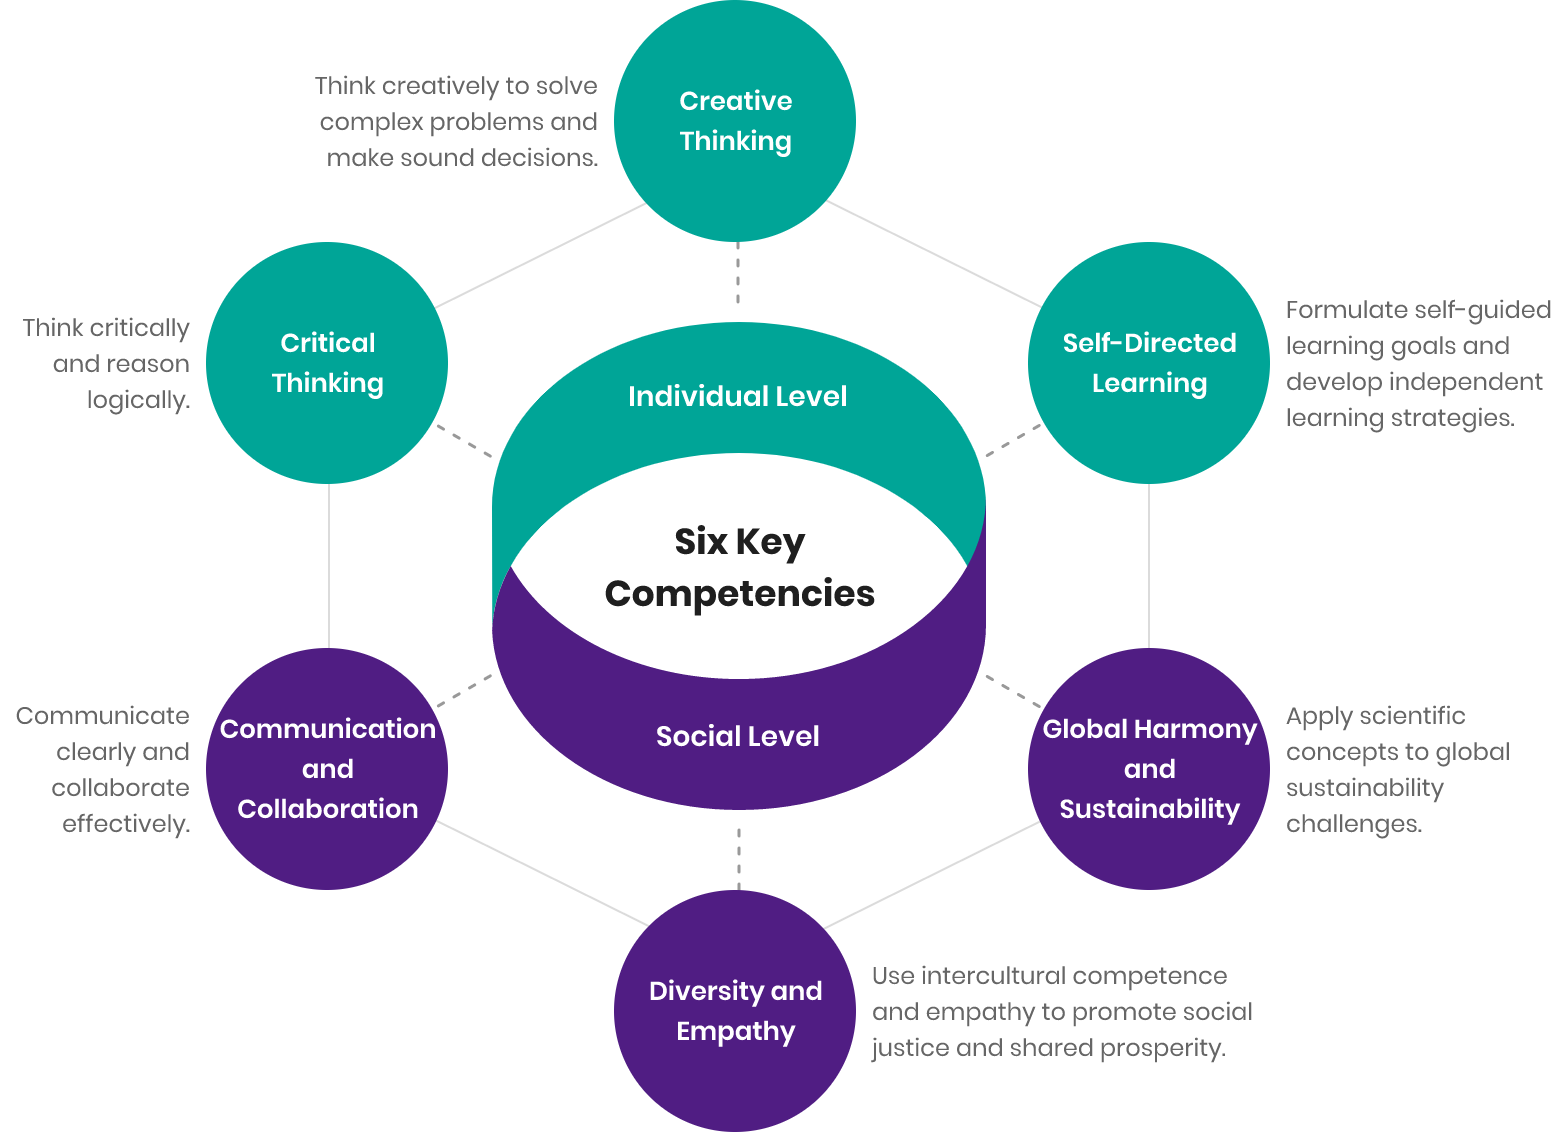 Think creatively to solve
complex problems and
make sound decisions.
Creative
Thinking
Think critically
and reason
logically.
Critical
Thinking
Self-Directed
Learning
Formulate self-guided
learning goals and
develop independent
learning strategies.
Individual Level
Six Key
Competencies
Social Level
Communicate
clearly and
collaborate
effectively.
Communication
and
Collaboration
Global Harmony
and
Sustainability
Apply scientific
concepts to global
sustainability
challenges.
Diversity and
Empathy
Use intercultural competence
and empathy to promote social
justice and shared prosperity.